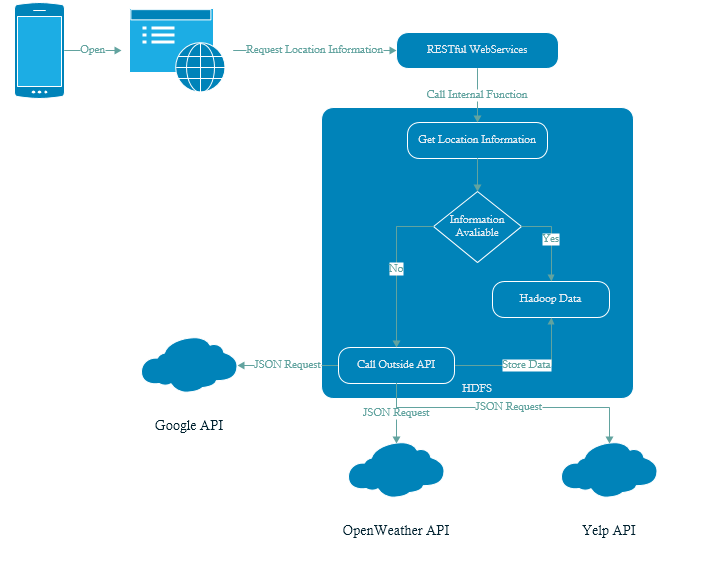 Open
Request Location Information
RESTful WebServices
Call Internal Function
Get Location Information
Information
Avaliable
Yes
No
Hadoop Data
Call Outside API
Store Data
JSON Request
HDFS
JSON Request
JSON Request
Google API
OpenWeather API
Yelp API